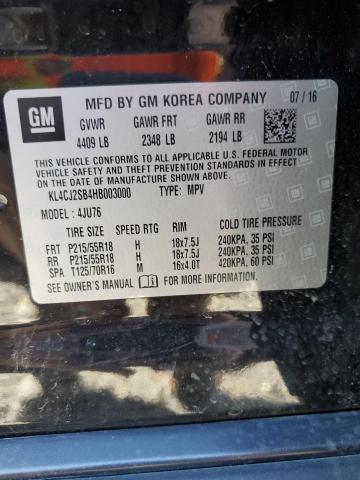 GM MFD BY GM KOREA COMPANY 07 / 16
GVWR GAWR FRT GAWR RR
4409 LB 2348 LB 2194 LB
THIS VEHICLE CONFORMS TO ALL APPLICABLE U.S. FEDERAL MOTOR
VEHICLE SAFETY, BUMPER, AND THEFT PREVENTION STANDARDS IN EFFECT
ON THE DATE OF MANUFACTURE SHOWN ABOVE.
KL4CJ2SB4HB003000 TYPE: MPV
MODEL : 4JU76
TIRE SIZE SPEED RTG RIM COLD TIRE PRESSURE
FRT P215/55R18 H 18x7.5J 240KPA, 35 PSI
RR P215/55R18 H 18x7.5J 240KPA, 35 PSI
SPA T125/70R16 M 16x4.0T 420KPA, 60 PSI
SEE OWNER'S MANUAL FOR MORE INFORMATION